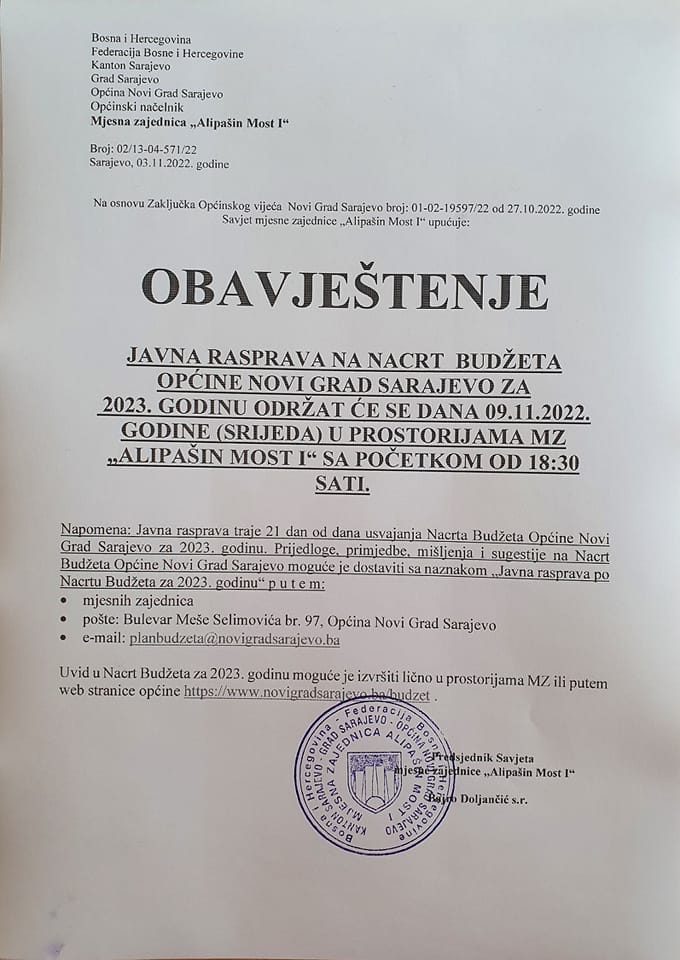 Bosna i Hercegovina
Federacija Bosne i Hercegovine
Kanton Sarajevo
Grad Sarajevo
Općina Novi Grad Sarajevo
Općinski načelnik
Mjesna zajednica „Alipašin Most I“
Broj: 02/13-04-571/22
Sarajevo, 03.11.2022. godine
Na osnovu Zaključka Općinskog vijeća Novi Grad Sarajevo broj: 01-02-19597/22 od 27.10.2022. godine
Savjet mjesne zajednice „Alipašin Most I“ upućuje:
OBAVJEŠTENJE
JAVNA RASPRAVA NA NACRT BUDŽETA
OPĆINE NOVI GRAD SARAJEVO ZA
2023. GODINU ODRŽAT ĆE SE DANA 09.11.2022.
GODINE (SRIJEDA) U PROSTORIJAMA MZ
„ALIPAŠIN MOST I“ SA POČETKOM OD 18:30
SATI.
Napomena: Javna rasprava traje 21 dan od dana usvajanja Nacrta Budžeta Općine Novi
Grad Sarajevo za 2023. godinu. Prijedloge, primjedbe, mišljenja i sugestije na Nacrt
Budžeta Općine Novi Grad Sarajevo moguće je dostaviti sa naznakom „Javna rasprava po
Nacrtu Budžeta za 2023. godinu“ p u t e m:
• mjesnih zajednica
• pošte: Bulevar Meše Selimovića br. 97, Općina Novi Grad Sarajevo
• e-mail: planbudzeta@novigradsarajevo.ba
Uvid u Nacrt Budžeta za 2023. godinu moguće je izvršiti lično u prostorijama MZ ili putem
web stranice općine https://www.novigradsarajevo.ba/budzet .
Predsjednik Savjeta
mjesne zajednice „Alipašin Most I“
Bajro Doljančić s.r.
Bosna i Hercegovina - Federacija Bosne i Hercegovine
KANTON SARAJEVO - GRAD SARAJEVO - OPĆINA NOVI GRAD SARAJEVO
MJESNA ZAJEDNICA ALIPAŠIN MOST I